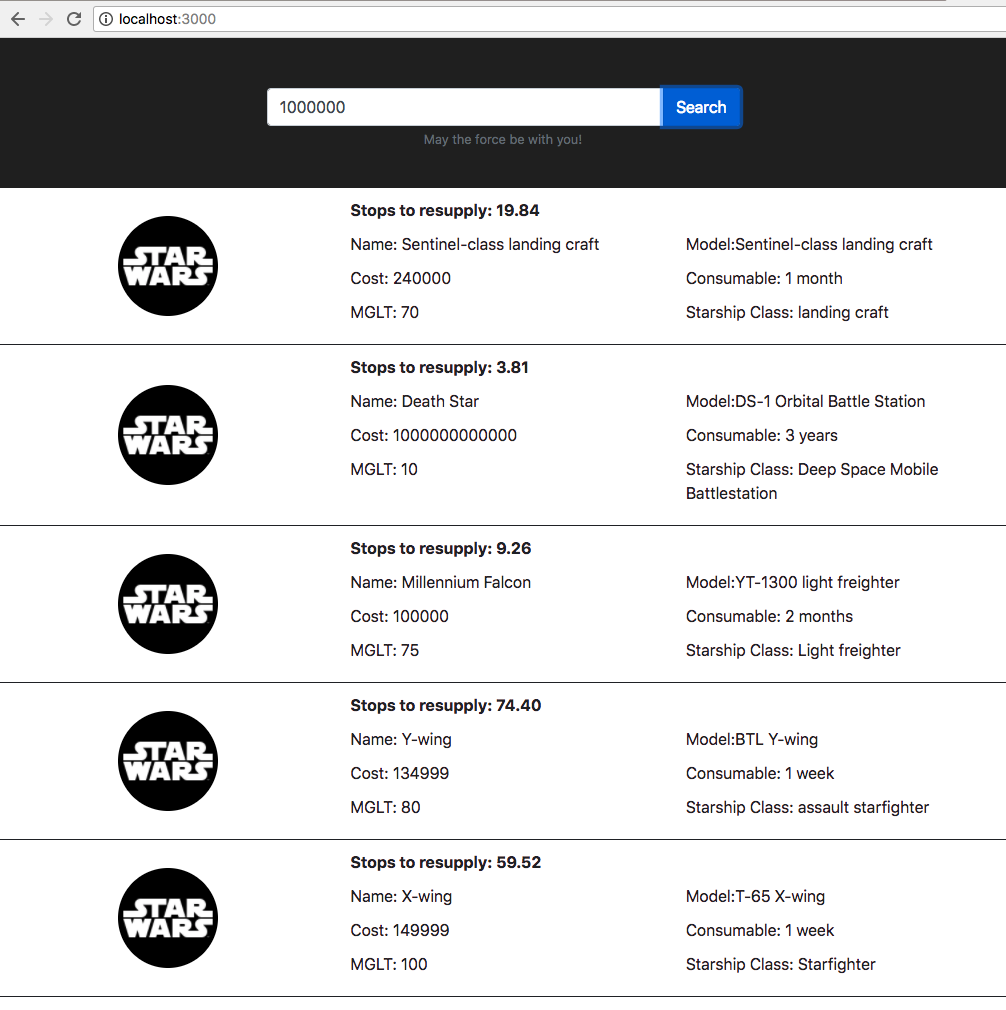 localhost:3000
1000000
Search
May the force be with you!
STAR
WARS
Stops to resupply: 19.84
Name: Sentinel-class landing craft
Model:Sentinel-class landing craft
Cost: 240000
Consumable: 1 month
MGLT: 70
Starship Class: landing craft
STAR
WARS
Stops to resupply: 3.81
Name: Death Star
Model:DS-1 Orbital Battle Station
Cost: 1000000000000
Consumable: 3 years
MGLT: 10
Starship Class: Deep Space Mobile
Battlestation
STAR
WARS
Stops to resupply: 9.26
Name: Millennium Falcon
Model:YT-1300 light freighter
Cost: 100000
Consumable: 2 months
MGLT: 75
Starship Class: Light freighter
STAR
WARS
Stops to resupply: 74.40
Name: Y-wing
Model:BTL Y-wing
Cost: 134999
Consumable: 1 week
MGLT: 80
Starship Class: assault starfighter
STAR
WARS
Stops to resupply: 59.52
Name: X-wing
Model:T-65 X-wing
Cost: 149999
Consumable: 1 week
MGLT: 100
Starship Class: Starfighter